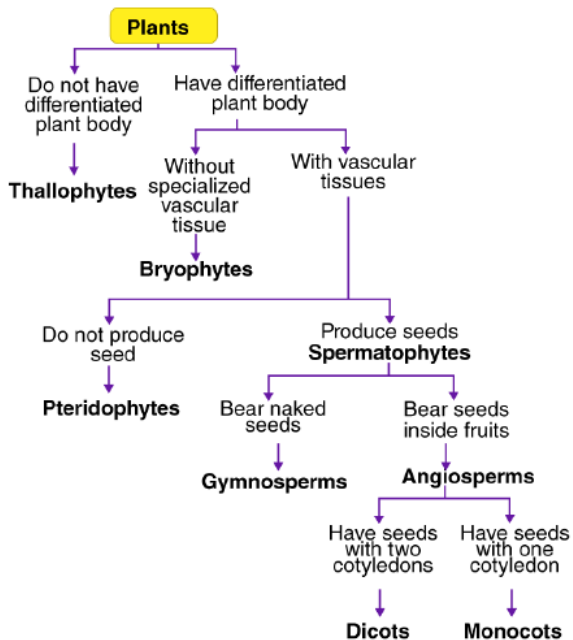 Plants
Do not have
differentiated
plant body
Have differentiated
plant body
Thallophytes
Without
specialized
vascular
tissue
With vascular
tissues
Bryophytes
Do not produce
seed
Produce seeds
Spermatophytes
Pteridophytes
Bear naked
seeds
Bear seeds
inside fruits
Gymnosperms
Angiosperms
Have seeds
with two
cotyledons
Have seeds
with one
cotyledon
Dicots
Monocots